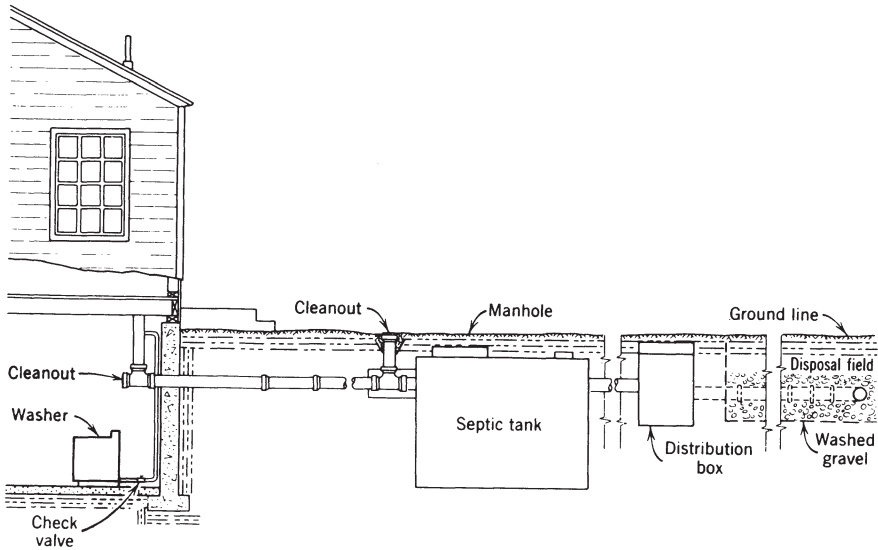 Cleanout
Manhole
Ground line
Cleanout
Disposal field
Washer
Septic tank
Distribution
box
Washed
gravel
Check
valve